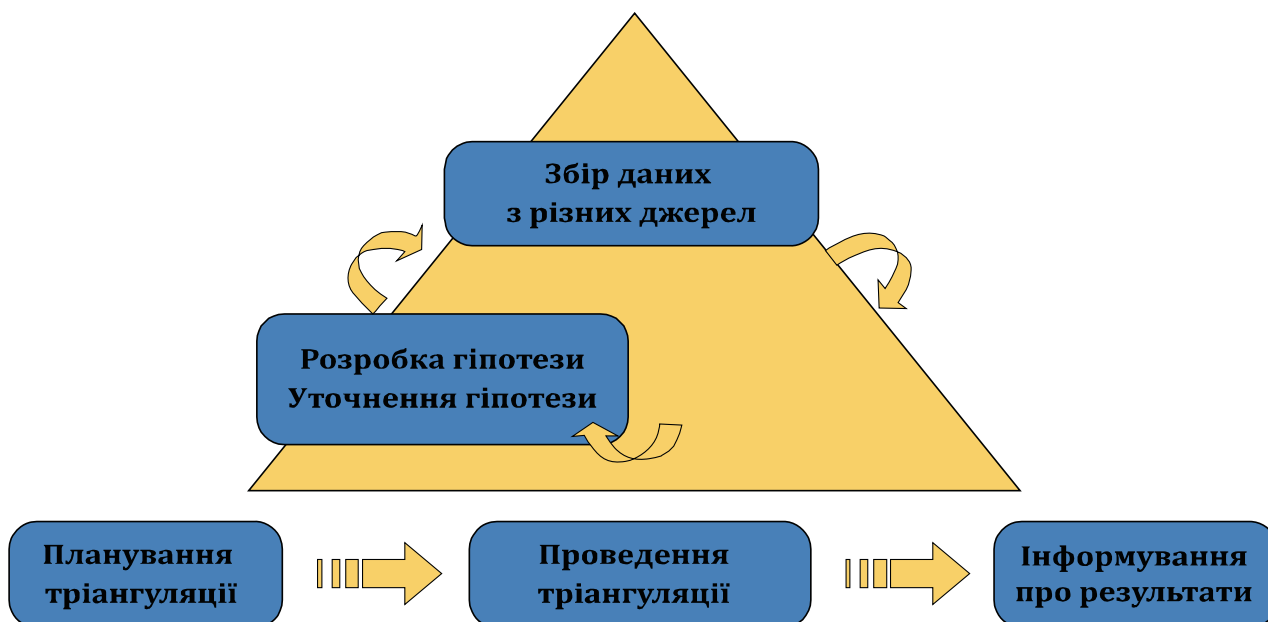 Збір даних
з різних джерел
Розробка гіпотези
Уточнення гіпотези
Планування
тріангуляції
Проведення
тріангуляції
Інформування
про результати